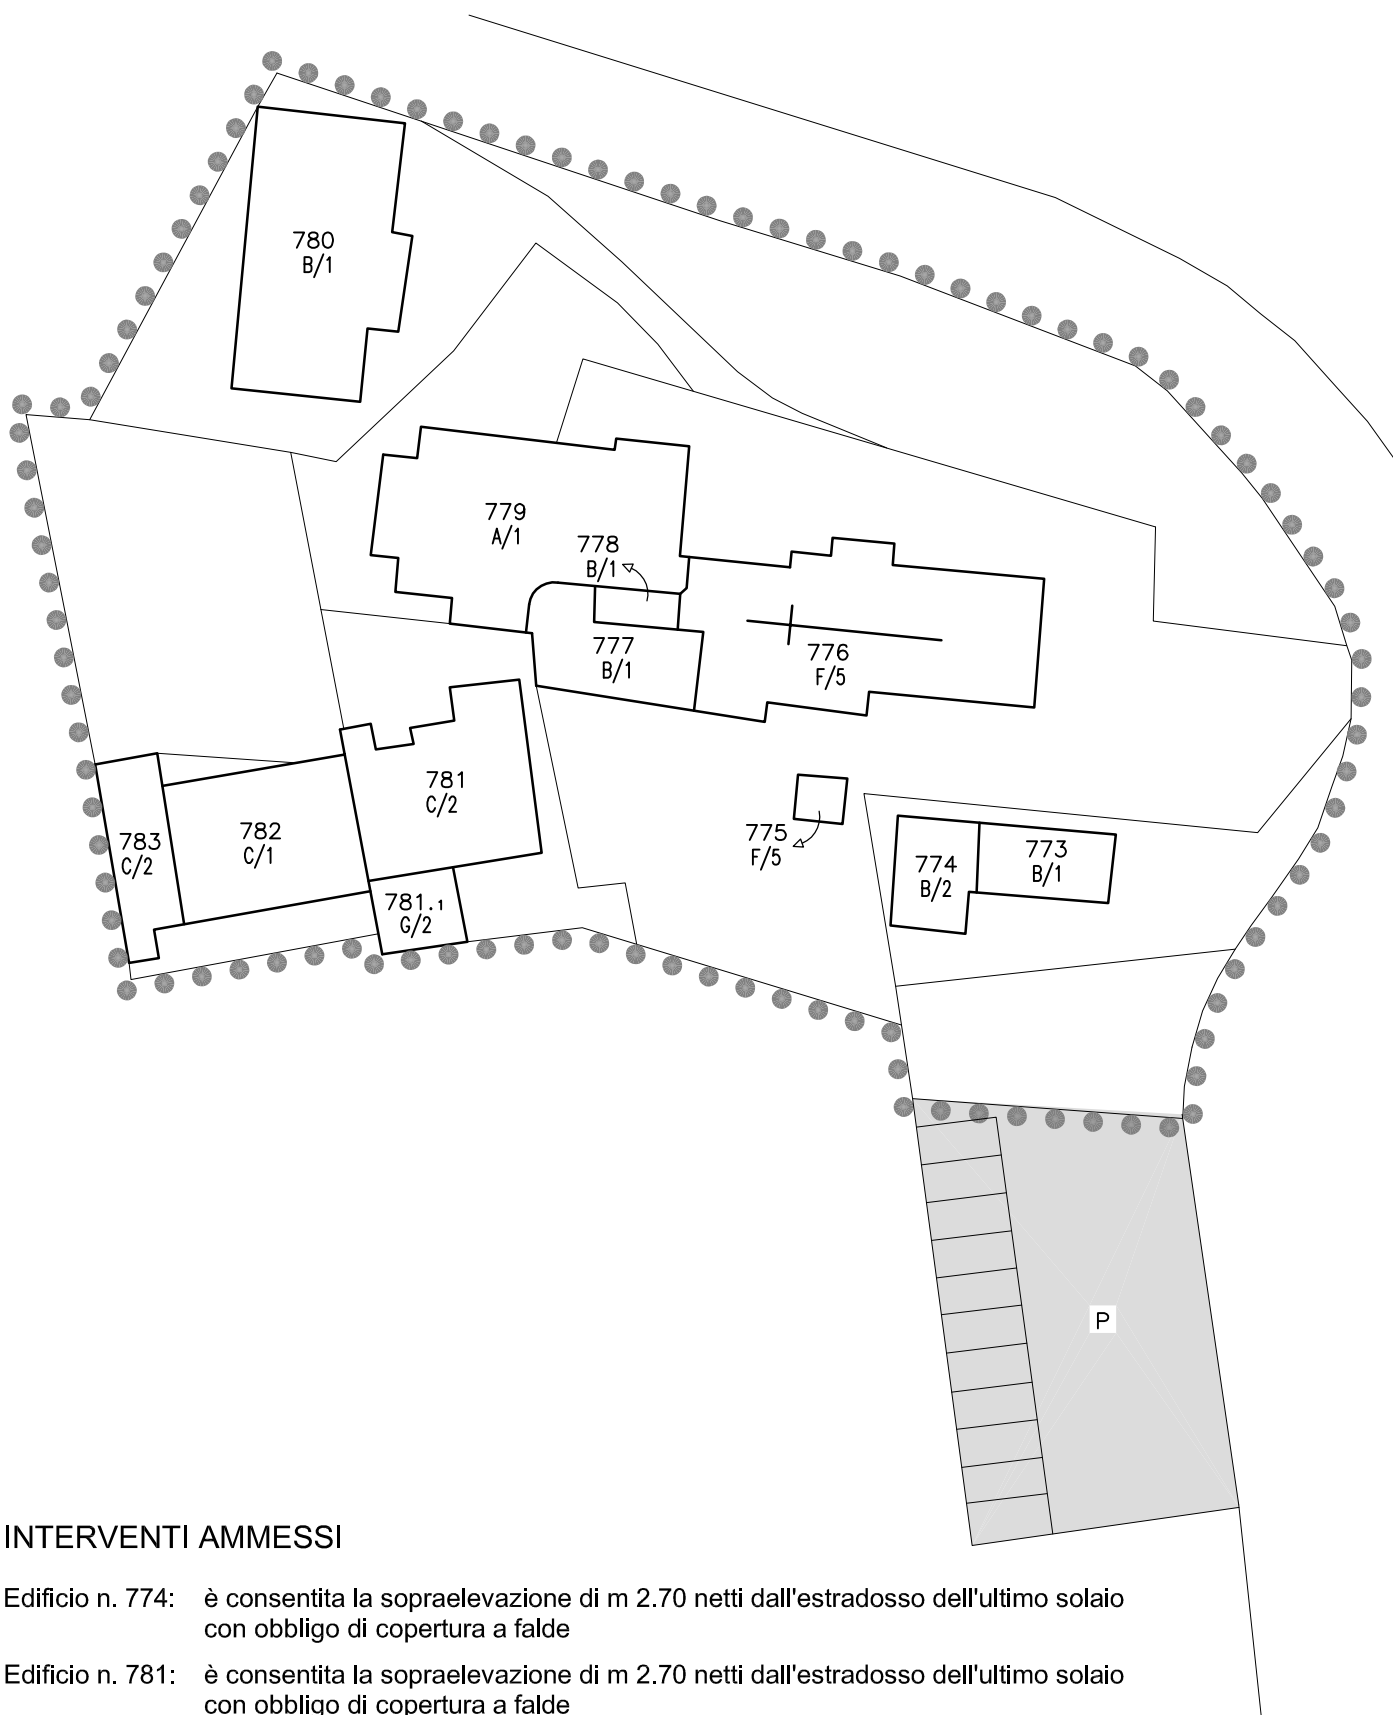 780
B/1
779
A/1
778
B/1
777
B/1
776
F/5
781
C/2
783
C/2
782
C/1
781.1
G/2
775
F/5
774
B/2
773
B/1
P
INTERVENTI AMMESSI
Edificio n. 774: è consentita la sopraelevazione di m 2.70 netti dall'estradosso dell'ultimo solaio
con obbligo di copertura a falde
Edificio n. 781: è consentita la sopraelevazione di m 2.70 netti dall'estradosso dell'ultimo solaio
con obbligo di copertura a falde